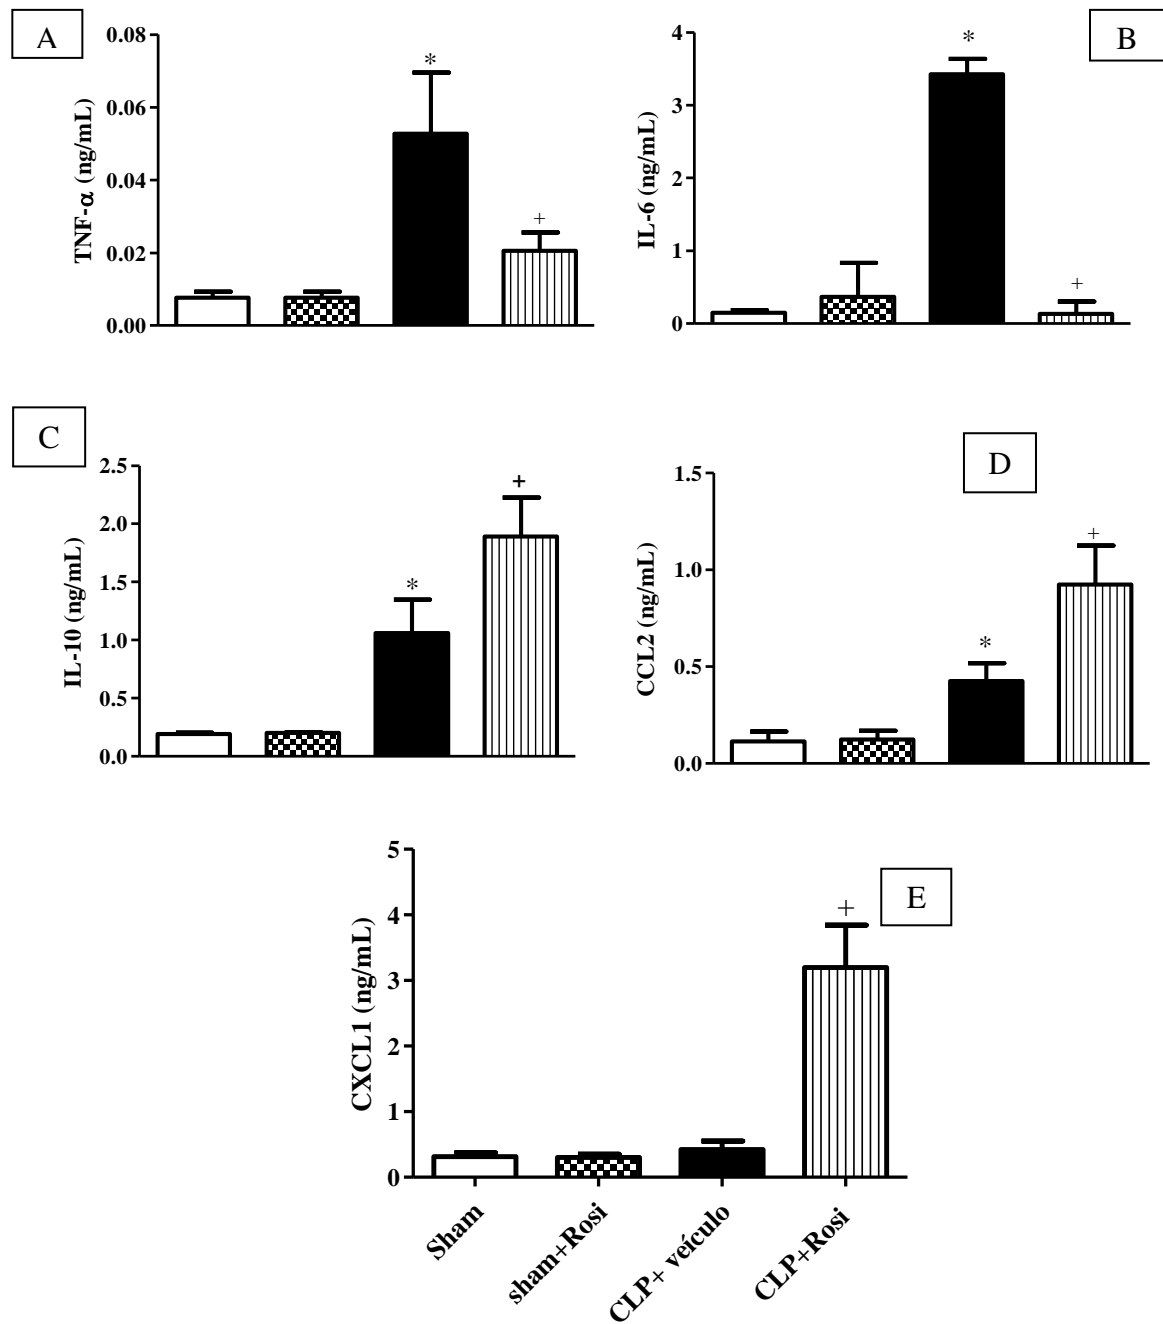 A
TNF-α (ng/mL)
0.08
0.06
0.04
0.02
0.00
*
+
B
IL-6 (ng/mL)
4
3
2
1
0
*
+
C
IL-10 (ng/mL)
2.5
2.0
1.5
1.0
0.5
0.0
*
+
D
CCL2 (ng/mL)
1.5
1.0
0.5
0.0
*
+
E
CXCL1 (ng/mL)
5
4
3
2
1
0
+
Sham
sham+Rosi
CLP+ veículo
CLP+Rosi